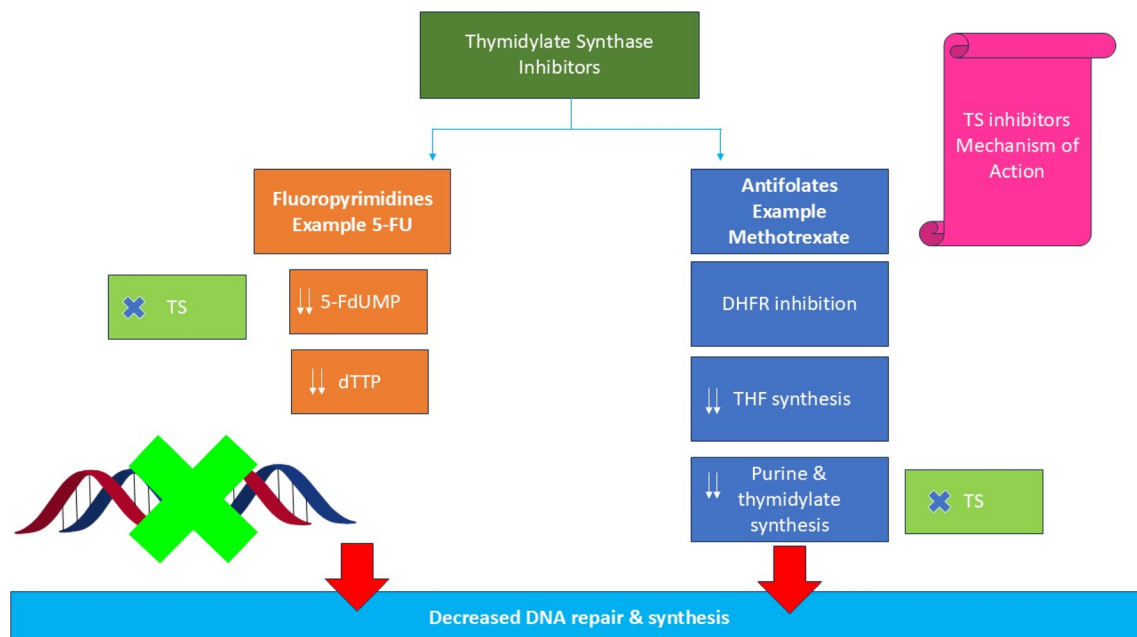 Thymidylate Synthase
Inhibitors
TS inhibitors
Mechanism of
Action
Fluoropyrimidines
Example 5-FU
Antifolates
Example
Methotrexate
TS
↓↓ 5-FdUMP
DHFR inhibition
↓↓ dTTP
↓↓ THF synthesis
↓↓ Purine &
thymidylate
synthesis
TS
Decreased DNA repair & synthesis